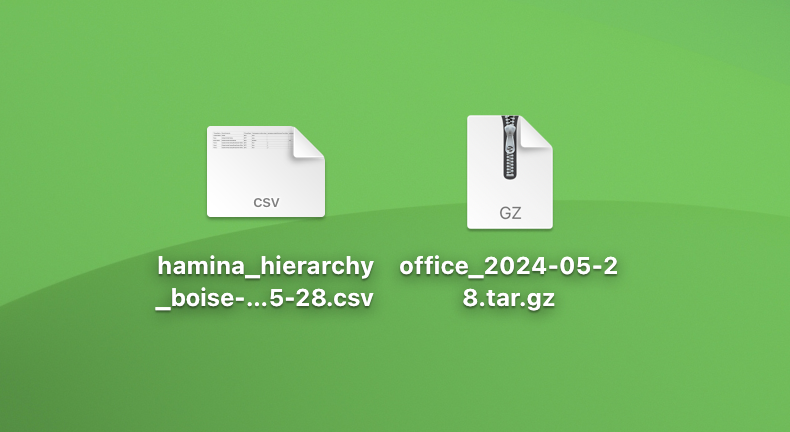 CSV
GZ
hamina_hierarchy
_boise-...5-28.csv
office_2024-05-2
8.tar.gz